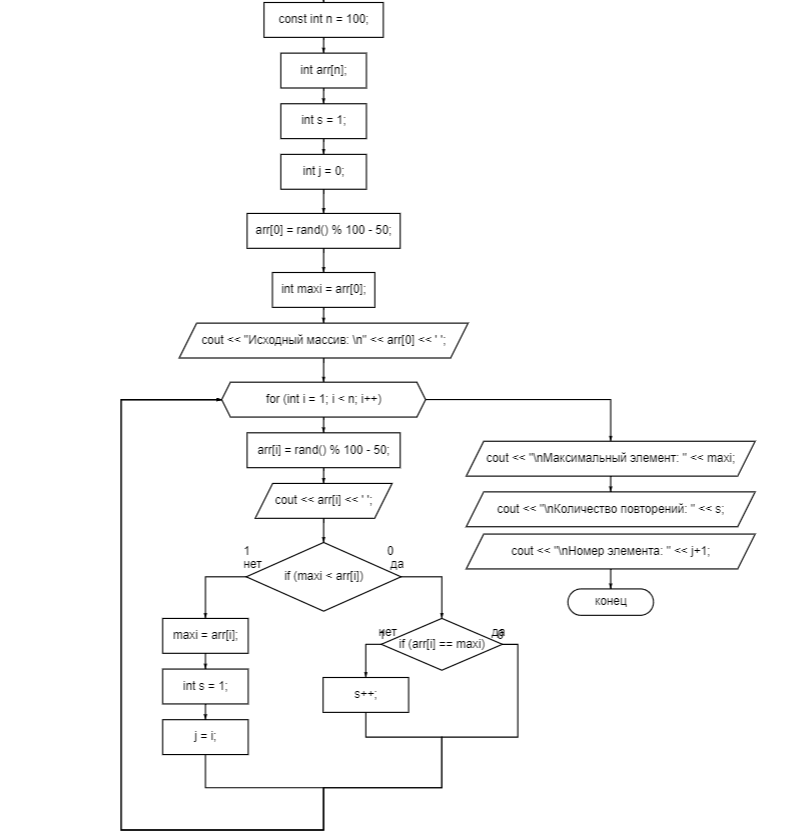 const int n = 100;
int arr[n];
int s = 1;
int j = 0;
arr[0] = rand() % 100 - 50;
int maxi = arr[0];
cout << "Исходный массив: \n" << arr[0] << ' ';
for (int i = 1; i < n; i++)
arr[i] = rand() % 100 - 50;
cout << arr[i] << ' ';
1
нет
0
да
if (maxi < arr[i])
maxi = arr[i];
int s = 1;
j = i;
нет
да
if (arr[i] == maxi)
s++;
cout << "\nМаксимальный элемент: " << maxi;
cout << "\nКоличество повторений: " << s;
cout << "\nНомер элемента: " << j+1;
конец